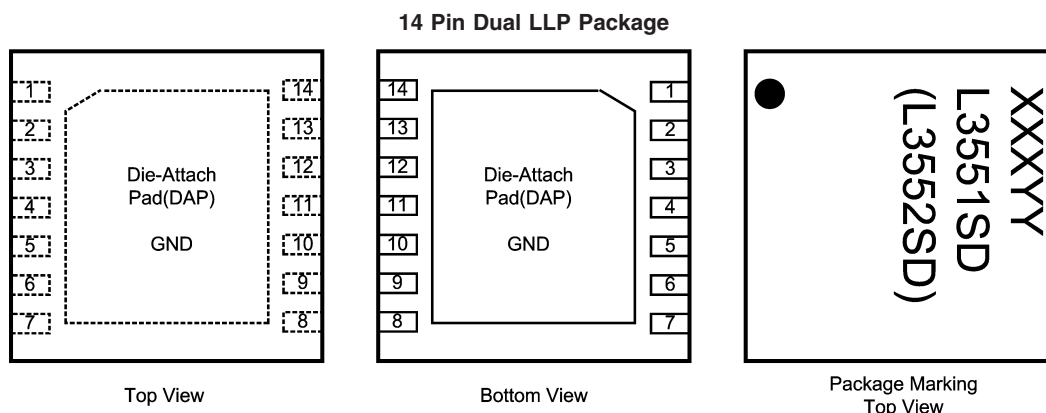 14 Pin Dual LLP Package
1
2
3
4
5
6
7
14
13
12
11
10
9
8
Die-Attach
Pad(DAP)
GND
Top View
14
13
12
11
10
9
8
1
2
3
4
5
6
7
Die-Attach
Pad(DAP)
GND
Bottom View
XXXYY
L3551SD
(L3552SD)
Package Marking
Top View